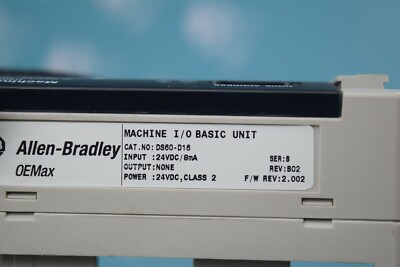 MACHINE I/O BASIC UNIT
Allen-Bradley
OEMax
CAT.NO: DS60-D16
INPUT :24VDC/8mA
OUTPUT:NONE
POWER :24VDC,CLASS 2
SER:B
REV:B02
F/W REV:2.002